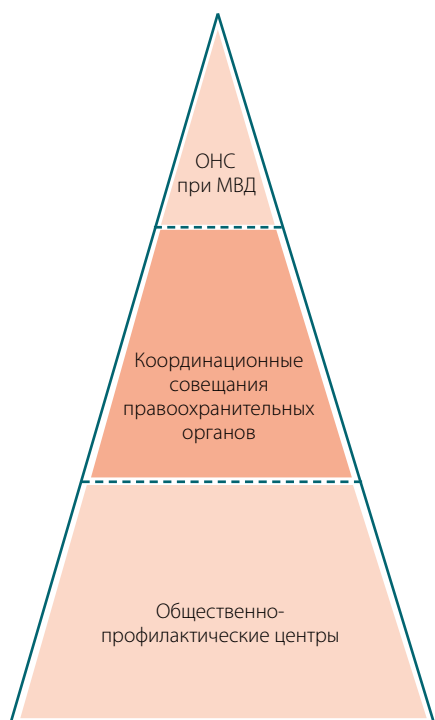 ОНС
при МВД
Координационные
совещания
правоохранительных
органов
Общественно-
профилактические центры